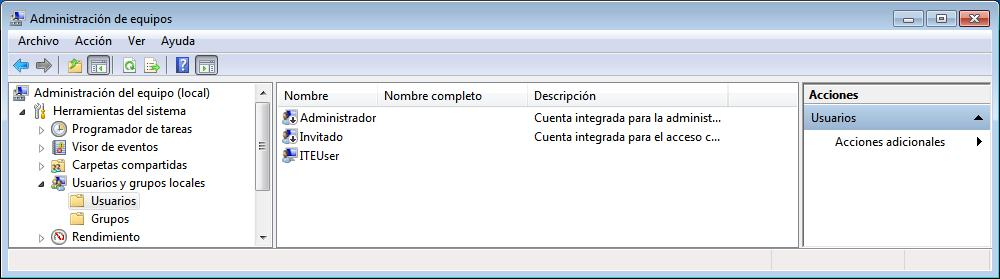 Administración de equipos
Archivo Acción Ver Ayuda
Administración del equipo (local)
Herramientas del sistema
Programador de tareas
Visor de eventos
Carpetas compartidas
Usuarios y grupos locales
Usuarios
Grupos
Rendimiento
Nombre Nombre completo Descripción
Administrador Cuenta integrada para la administ...
Invitado Cuenta integrada para el acceso c...
ITEUser
Acciones
Usuarios
Acciones adicionales